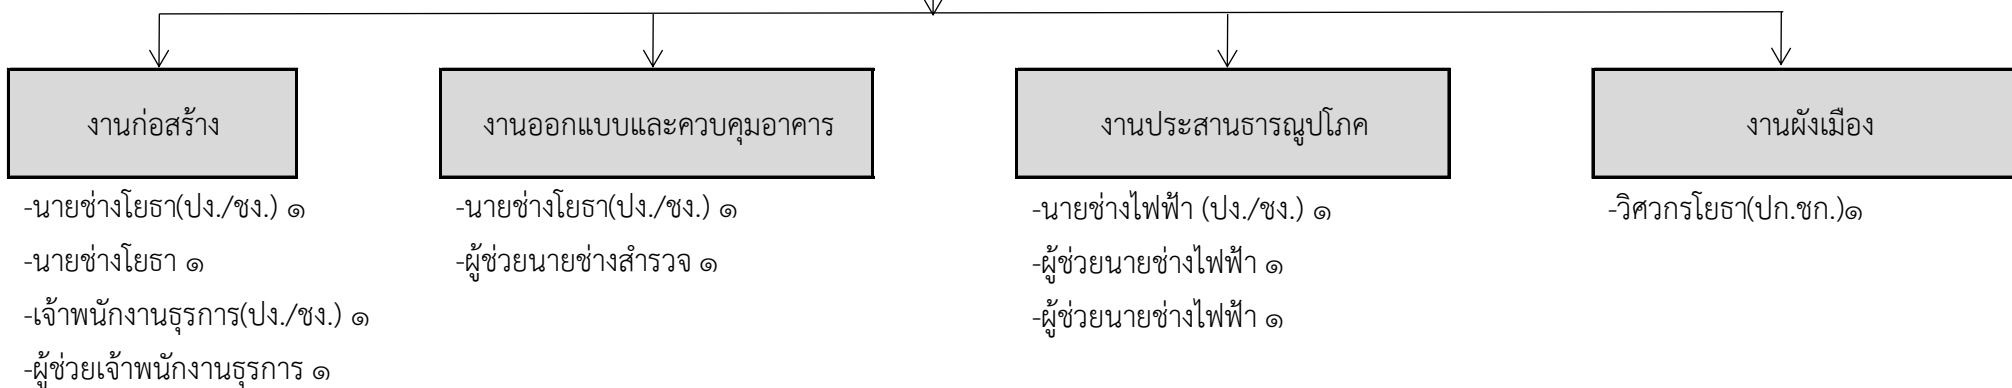 งานก่อสร้าง
-นายช่างโยธา(ปง./ชง.) ๑
-นายช่างโยธา ๑
-เจ้าพนักงานธุรการ(ปง./ชง.) ๑
-ผู้ช่วยเจ้าพนักงานธุรการ ๑
งานออกแบบและควบคุมอาคาร
-นายช่างโยธา(ปง./ชง.) ๑
-ผู้ช่วยนายช่างสำรวจ ๑
งานประสานธารณูปโภค
-นายช่างไฟฟ้า (ปง./ชง.) ๑
-ผู้ช่วยนายช่างไฟฟ้า ๑
-ผู้ช่วยนายช่างไฟฟ้า ๑
งานผังเมือง
-วิศวกรโยธา(ปก.ชก.)๑